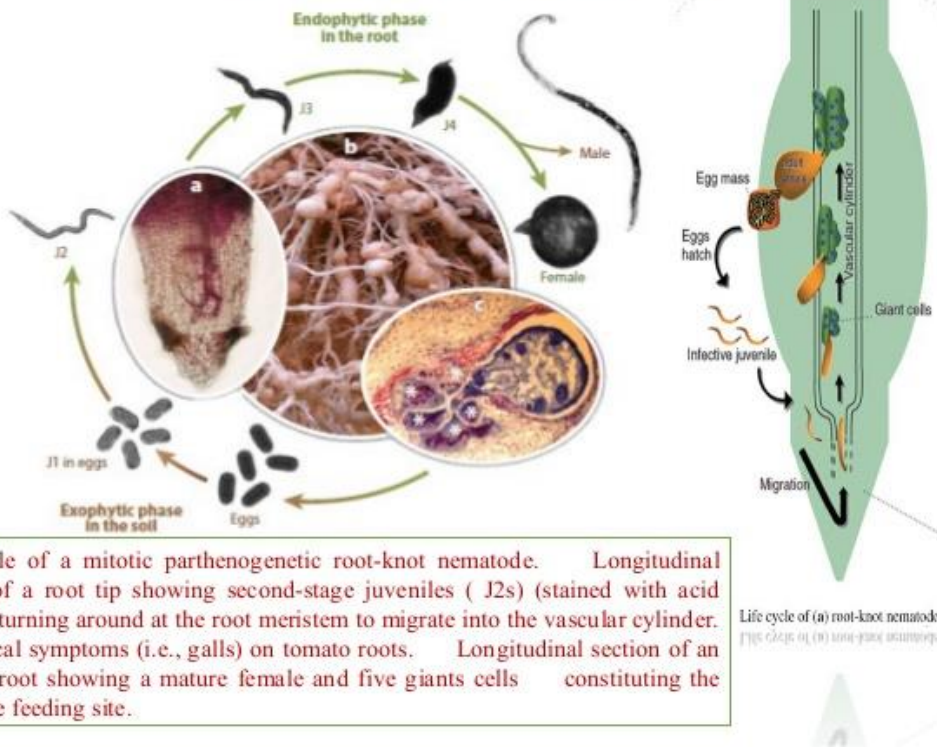 Endophytic phase
in the root
J3
J4
Male
Female
J2
a
b
c
J1 in eggs
Eggs
Exophytic phase
in the soil
le of a mitotic parthenogenetic root-knot nematode. Longitudinal
of a root tip showing second-stage juveniles ( J2s) (stained with acid
turning around at the root meristem to migrate into the vascular cylinder.
cal symptoms (i.e., galls) on tomato roots. Longitudinal section of an
root showing a mature female and five giants cells constituting the
e feeding site.
Egg mass
Eggs
hatch
Infective juvenile
Migration
Vascular cylinder
Giant cells
Life cycle of (a) root-knot nematode